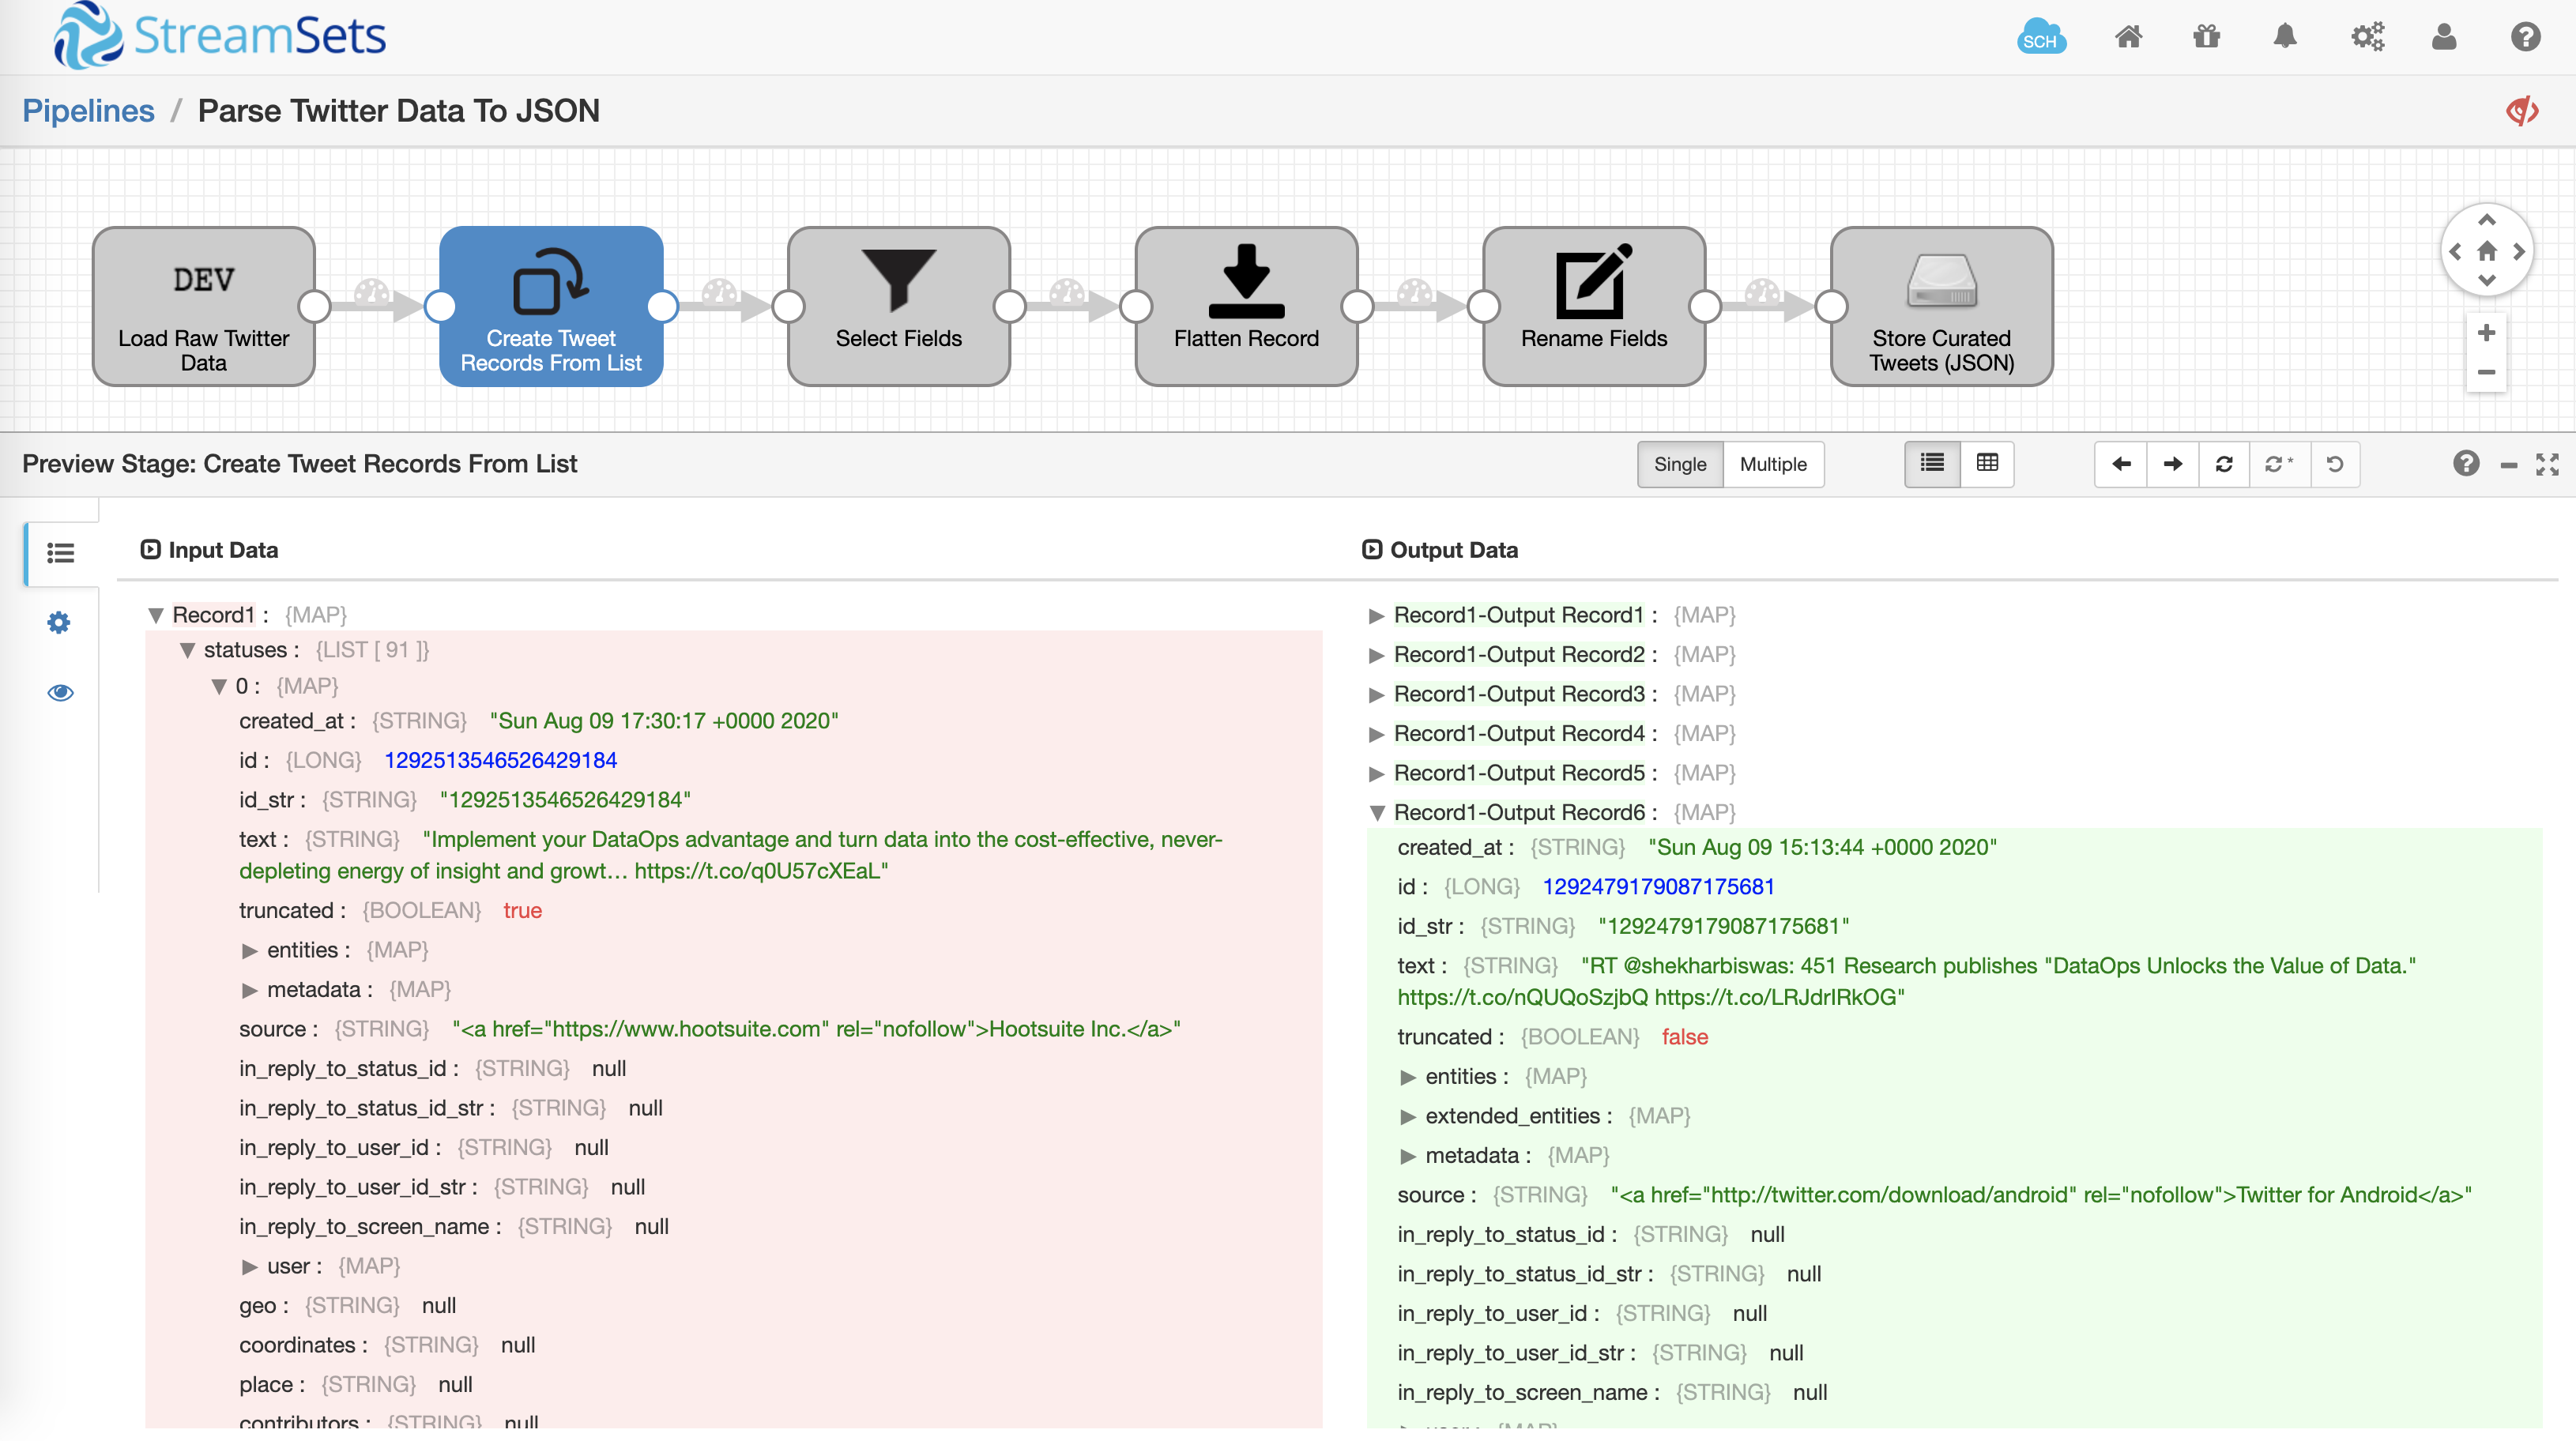 StreamSets
SCH
Pipelines / Parse Twitter Data To JSON
DEV
Load Raw Twitter
Data
Create Tweet
Records From List
Select Fields
Flatten Record
Rename Fields
Store Curated
Tweets (JSON)
Preview Stage: Create Tweet Records From List
Single Multiple
Input Data
Record1 : {MAP}
statuses : {LIST [ 91 ]}
0 : {MAP}
created_at : {STRING} "Sun Aug 09 17:30:17 +0000 2020"
id : {LONG} 1292513546526429184
id_str : {STRING} "1292513546526429184"
text : {STRING} "Implement your DataOps advantage and turn data into the cost-effective, never-
depleting energy of insight and growt… https://t.co/q0U57cXEaL"
truncated : {BOOLEAN} true
entities : {MAP}
metadata : {MAP}
source : {STRING} "<a href="https://www.hootsuite.com" rel="nofollow">Hootsuite Inc.</a>"
in_reply_to_status_id : {STRING} null
in_reply_to_status_id_str : {STRING} null
in_reply_to_user_id : {STRING} null
in_reply_to_user_id_str : {STRING} null
in_reply_to_screen_name : {STRING} null
user : {MAP}
geo : {STRING} null
coordinates : {STRING} null
place : {STRING} null
contributors : {STRING} null
Output Data
Record1-Output Record1 : {MAP}
Record1-Output Record2 : {MAP}
Record1-Output Record3 : {MAP}
Record1-Output Record4 : {MAP}
Record1-Output Record5 : {MAP}
Record1-Output Record6 : {MAP}
created_at : {STRING} "Sun Aug 09 15:13:44 +0000 2020"
id : {LONG} 1292479179087175681
id_str : {STRING} "1292479179087175681"
text : {STRING} "RT @shekharbiswas: 451 Research publishes "DataOps Unlocks the Value of Data."
https://t.co/nQUQoSzjbQ https://t.co/LRJdrIRkOG"
truncated : {BOOLEAN} false
entities : {MAP}
extended_entities : {MAP}
metadata : {MAP}
source : {STRING} "<a href="http://twitter.com/download/android" rel="nofollow">Twitter for Android</a>"
in_reply_to_status_id : {STRING} null
in_reply_to_status_id_str : {STRING} null
in_reply_to_user_id : {STRING} null
in_reply_to_user_id_str : {STRING} null
in_reply_to_screen_name : {STRING} null